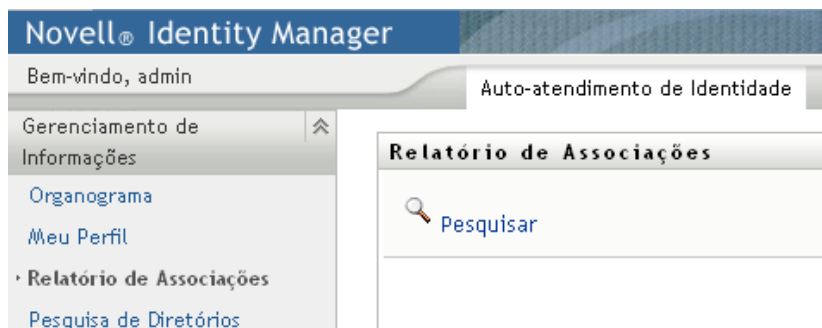 Novell® Identity Manager
Bem-vindo, admin
Auto-atendimento de Identidade
Gerenciamento de
Informações
Organograma
Meu Perfil
Relatório de Associações
Pesquisa de Diretórios
Relatório de Associações
Pesquisar